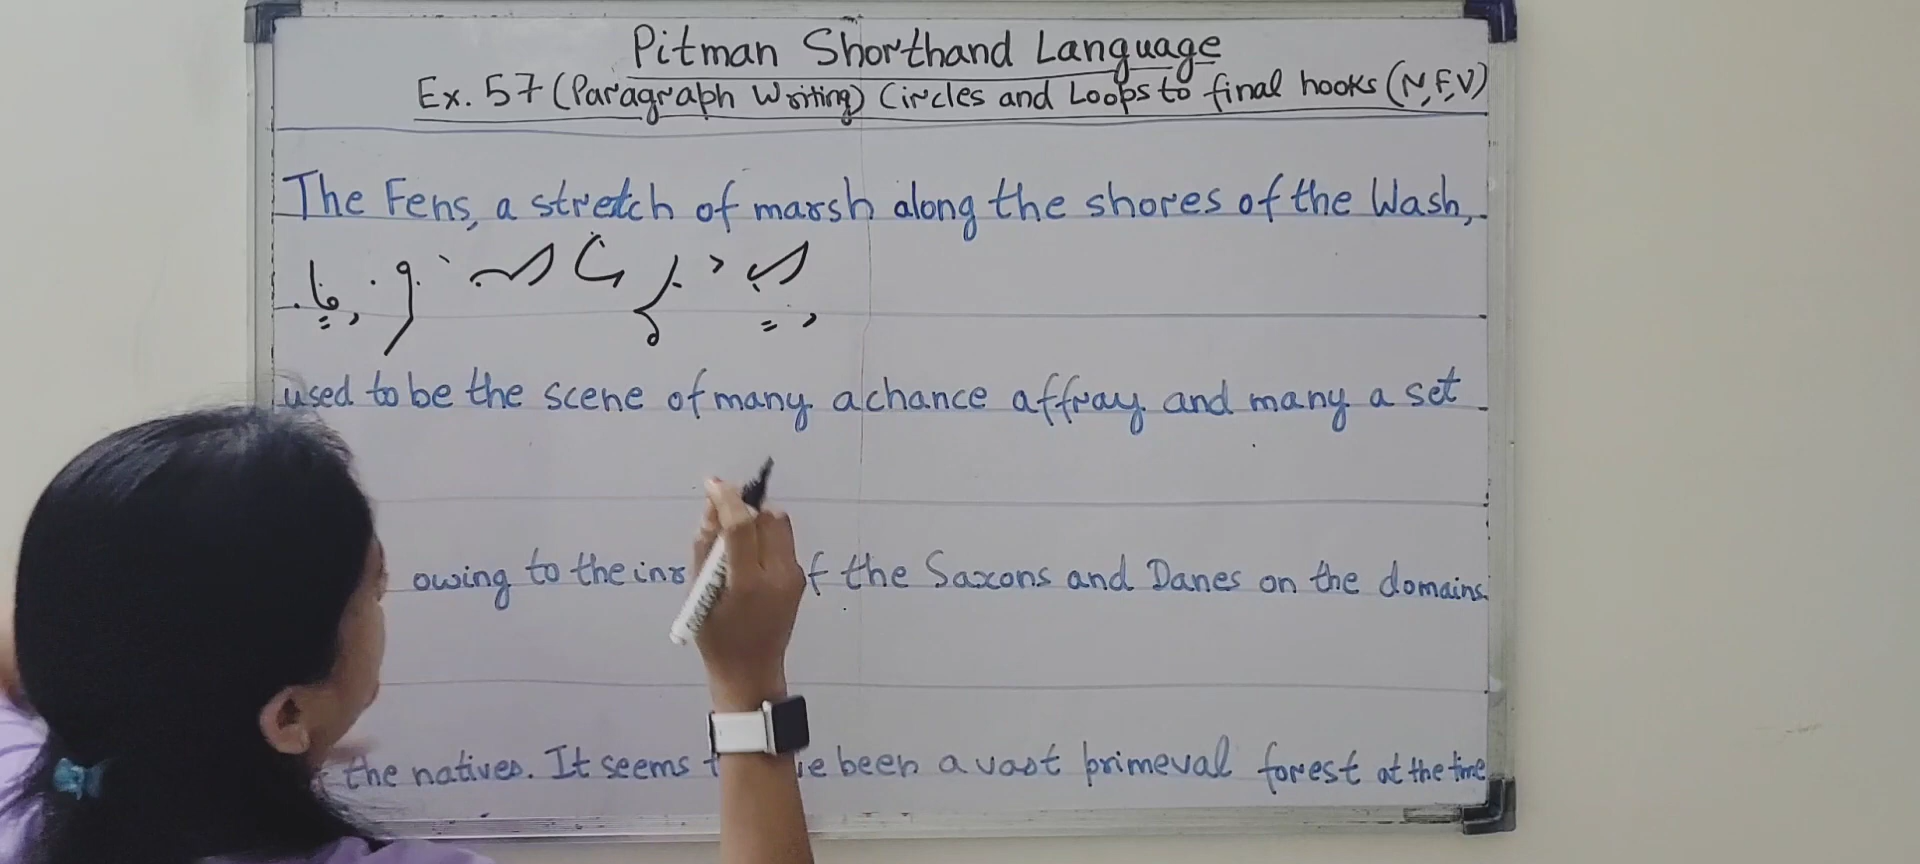 Pitman Shorthand Language
Ex. 57 (Paragraph Writing) Circles and Loops to final hooks (N, F, V)
The Fens, a stretch of marsh along the shores of the Wash,
used to be the scene of many a chance affray and many a set
owing to the of the Saxons and Danes on the domains
the natives. It seems been a vast primeval forest at the time